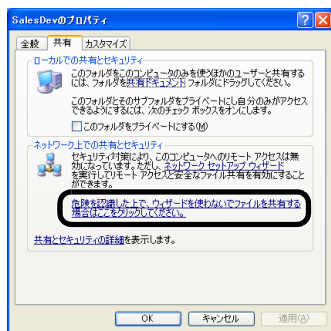 SalesDevのプロパティ
全般 共有 カスタマイズ
ローカルでの共有とセキュリティ
このフォルダをこのコンピュータのみを使うほかのユーザーと共有する
には、フォルダを共有ドキュメント フォルダにドラッグしてください。
このフォルダとそのサブフォルダをプライベートにし自分のみがアクセス
できるようにするには、次のチェック ボックスをオンにします。
このフォルダをプライベートにする(M)
ネットワーク上での共有とセキュリティ
セキュリティ対策により、このコンピュータへのリモート アクセスは無
効になっています。ただし、ネットワーク セットアップ ウィザード
を実行してリモート アクセスと安全なファイル共有を有効にすること
ができます。
危険を認識した上で、ウィザードを使わないでファイルを共有する
場合はここをクリックしてください。
共有とセキュリティの詳細を表示します。
OK キャンセル 適用(A)